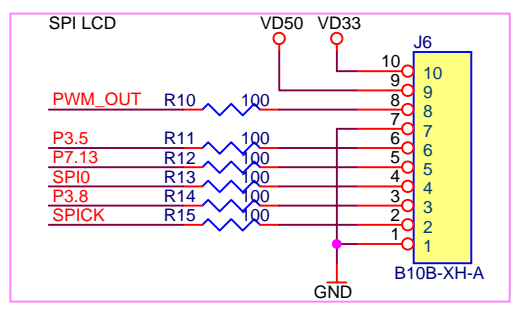 SPI LCD VD50 VD33
J6
10 10
9 9
PWM_OUT R10 100 8 8
7 7
P3.5 R11 100 6 6
P7.13 R12 100 5 5
SPI0 R13 100 4 4
P3.8 R14 100 3 3
SPICK R15 100 2 2
1 1
B10B-XH-A
GND